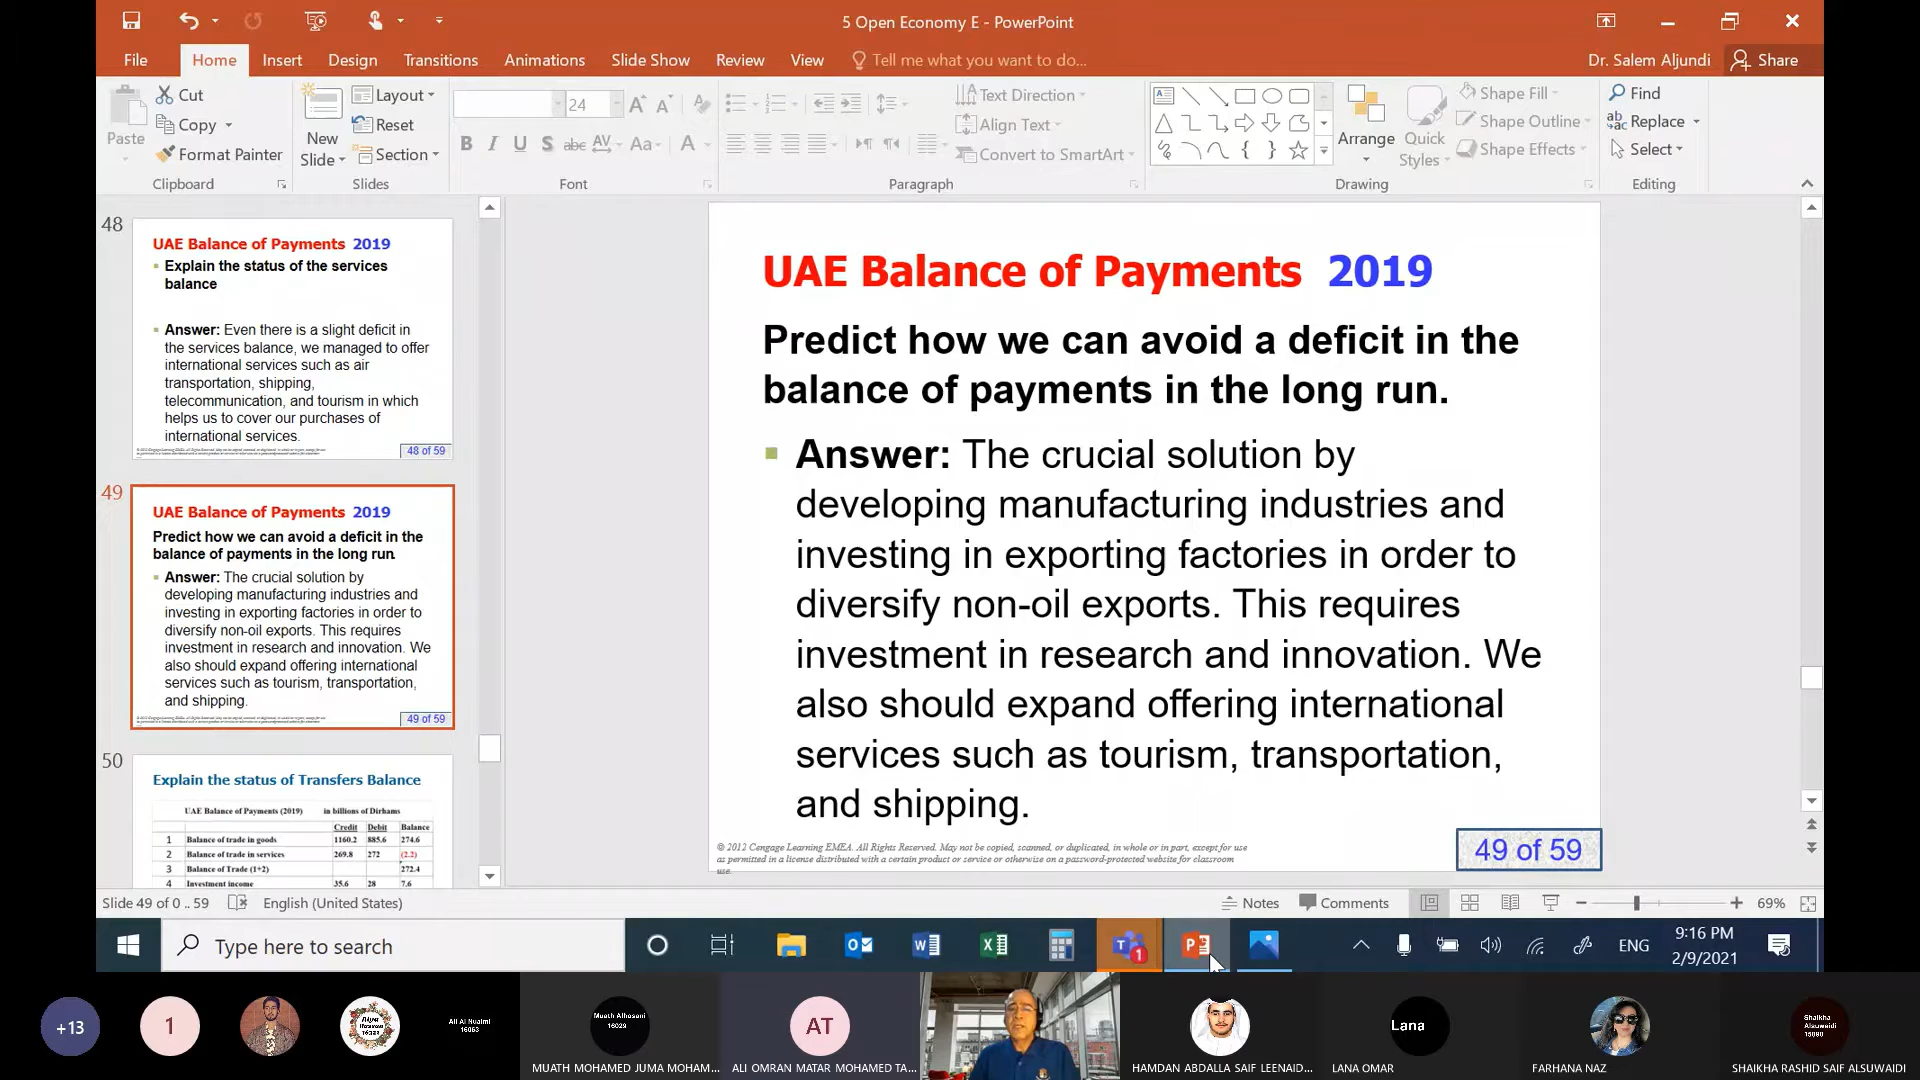 5 Open Economy E - PowerPoint
File Home Insert Design Transitions Animations Slide Show Review View Tell me what you want to do... Dr. Salem Aljundi Share
Paste
Cut
Copy
Format Painter
Clipboard
New
Slide
Layout
Reset
Section
Slides
24
B I U S abc AV Aa A
Font
Text Direction
Align Text
Convert to SmartArt
Paragraph
Arrange
Quick
Styles
Shape Fill
Shape Outline
Shape Effects
Drawing
Find
Replace
Select
Editing
48
UAE Balance of Payments 2019
Explain the status of the services
balance
Answer: Even there is a slight deficit in
the services balance, we managed to offer
international services such as air
transportation, shipping,
telecommunication, and tourism in which
helps us to cover our purchases of
international services.
48 of 59
49
UAE Balance of Payments 2019
Predict how we can avoid a deficit in the
balance of payments in the long run.
Answer: The crucial solution by
developing manufacturing industries and
investing in exporting factories in order to
diversify non-oil exports. This requires
investment in research and innovation. We
also should expand offering international
services such as tourism, transportation,
and shipping.
49 of 59
50
Explain the status of Transfers Balance
UAE Balance of Payments (2019) in billions of Dirhams
Credit Debit Balance
1 Balance of trade in goods 1160.2 885.6 274.6
2 Balance of trade in services 269.8 272 (2.2)
3 Balance of Trade (1+2) 272.4
4 Investment income 35.6 28 7.6
UAE Balance of Payments 2019
Predict how we can avoid a deficit in the
balance of payments in the long run.
Answer: The crucial solution by
developing manufacturing industries and
investing in exporting factories in order to
diversify non-oil exports. This requires
investment in research and innovation. We
also should expand offering international
services such as tourism, transportation,
and shipping.
© 2012 Cengage Learning EMEA. All Rights Reserved. May not be copied, scanned, or duplicated, in whole or in part, except for use
as permitted in a license distributed with a certain product or service or otherwise on a password-protected website for classroom
use.
49 of 59
Slide 49 of 0 .. 59 English (United States) Notes Comments 69%
Type here to search
1
ENG
9:16 PM
2/9/2021
+13
1
Ali Al Nuaimi
16063
Muath Alhosani
16029
MUATH MOHAMED JUMA MOHAM...
AT
ALI OMRAN MATAR MOHAMED TA...
HAMDAN ABDALLA SAIF LEENAID...
Lana
LANA OMAR
FARHANA NAZ
Shaikha
Alsuwaidi
15090
SHAIKHA RASHID SAIF ALSUWAIDI